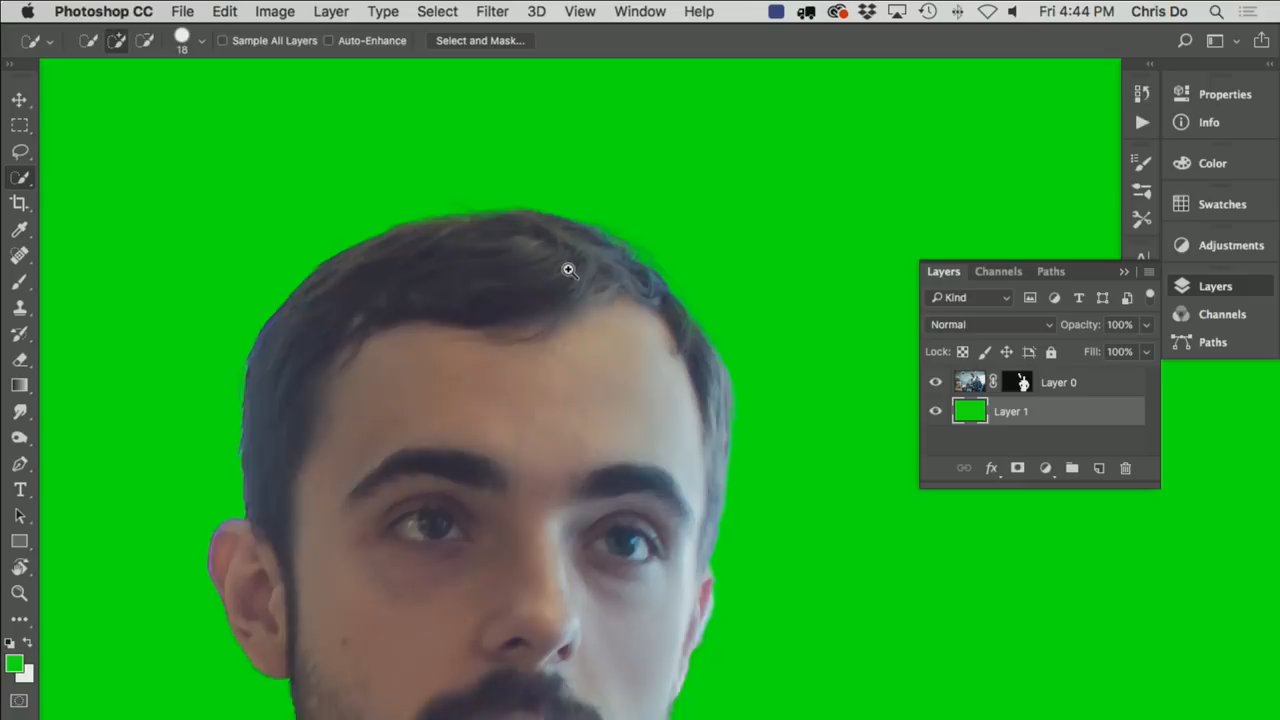 Photoshop CC File Edit Image Layer Type Select Filter 3D View Window Help Fri 4:44 PM Chris Do
18 Sample All Layers Auto-Enhance Select and Mask...
Properties
Info
Color
Swatches
Adjustments
Layers
Channels
Paths
Layers Channels Paths
Kind
Normal Opacity: 100%
Lock: Fill: 100%
Layer 0
Layer 1
fx